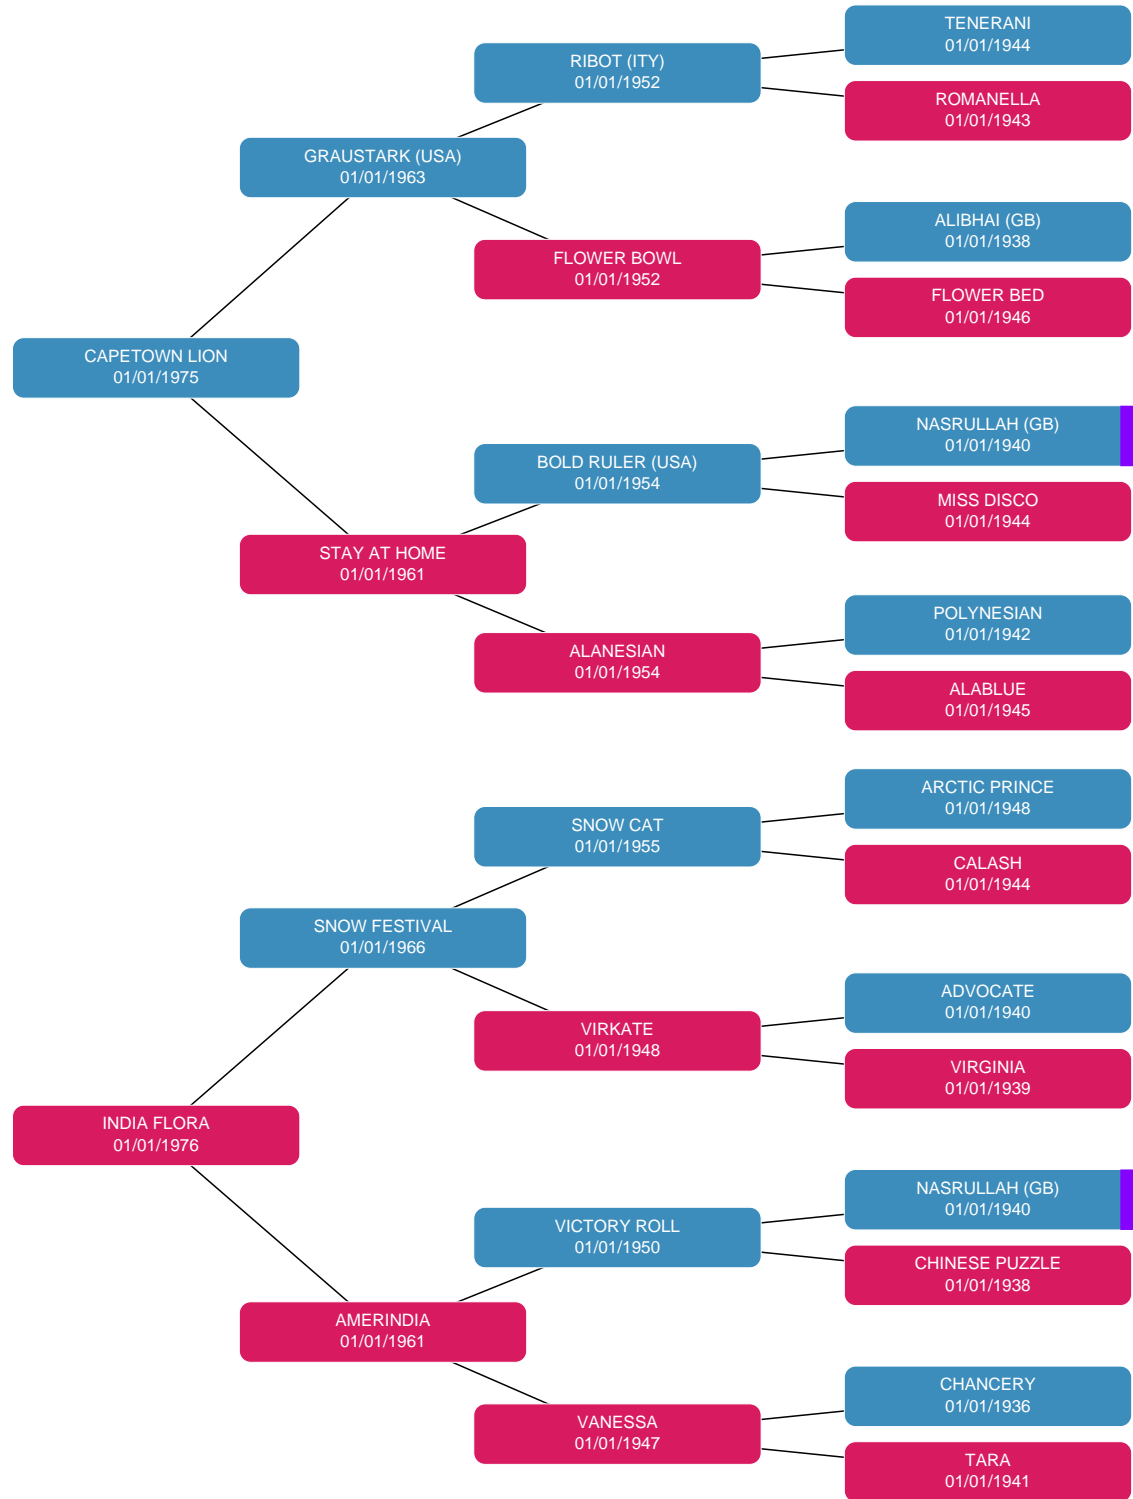 TENERANI
01/01/1944
RIBOT (ITY)
01/01/1952
ROMANELLA
01/01/1943
GRAUSTARK (USA)
01/01/1963
ALIBHAI (GB)
01/01/1938
FLOWER BOWL
01/01/1952
FLOWER BED
01/01/1946
CAPETOWN LION
01/01/1975
NASRULLAH (GB)
01/01/1940
BOLD RULER (USA)
01/01/1954
MISS DISCO
01/01/1944
STAY AT HOME
01/01/1961
POLYNESIAN
01/01/1942
ALANESIAN
01/01/1954
ALABLUE
01/01/1945
ARCTIC PRINCE
01/01/1948
SNOW CAT
01/01/1955
CALASH
01/01/1944
SNOW FESTIVAL
01/01/1966
ADVOCATE
01/01/1940
VIRKATE
01/01/1948
VIRGINIA
01/01/1939
INDIA FLORA
01/01/1976
NASRULLAH (GB)
01/01/1940
VICTORY ROLL
01/01/1950
CHINESE PUZZLE
01/01/1938
AMERINDIA
01/01/1961
CHANCERY
01/01/1936
VANESSA
01/01/1947
TARA
01/01/1941